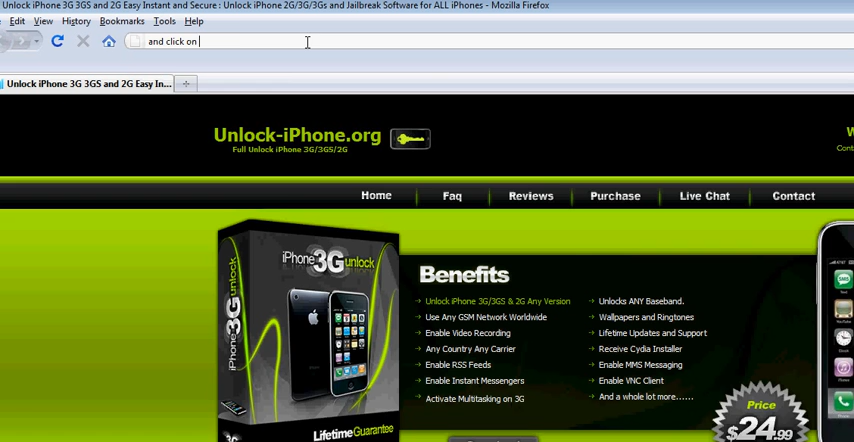 Unlock iPhone 3G 3GS and 2G Easy Instant and Secure : Unlock iPhone 2G/3G/3Gs and Jailbreak Software for ALL iPhones - Mozilla Firefox
Edit View History Bookmarks Tools Help
and click on
Unlock iPhone 3G 3GS and 2G Easy In...
Unlock-iPhone.org
Full Unlock iPhone 3G/3GS/2G
Home Faq Reviews Purchase Live Chat Contact
iPhone 3G unlock
iPhone 3G unlock
Benefits
Unlock iPhone 3G/3GS & 2G Any Version
Use Any GSM Network Worldwide
Enable Video Recording
Any Country Any Carrier
Enable RSS Feeds
Enable Instant Messengers
Activate Multitasking on 3G
Unlocks ANY Baseband.
Wallpapers and Ringtones
Lifetime Updates and Support
Receive Cydia Installer
Enable MMS Messaging
Enable VNC Client
And a whole lot more......
Lifetime Guarantee
Price
$24.99